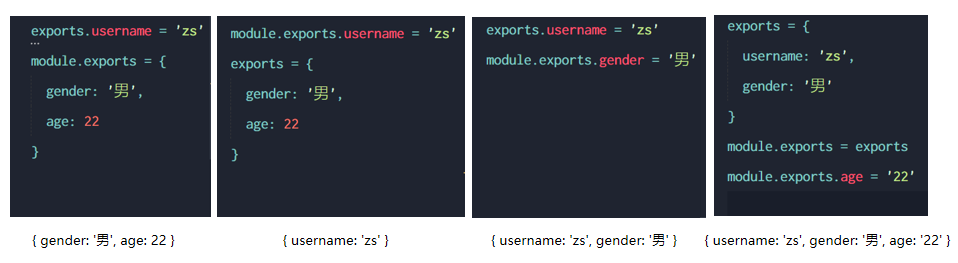 exports.username = 'zs'
...
module.exports = {
gender: '男',
age: 22
}
module.exports.username = 'zs'
exports = {
gender: '男',
age: 22
}
exports.username = 'zs'
module.exports.gender = '男'
exports = {
username: 'zs',
gender: '男'
}
module.exports = exports
module.exports.age = '22'
{ gender: '男', age: 22 }
{ username: 'zs' }
{ username: 'zs', gender: '男' }
{ username: 'zs', gender: '男', age: '22' }